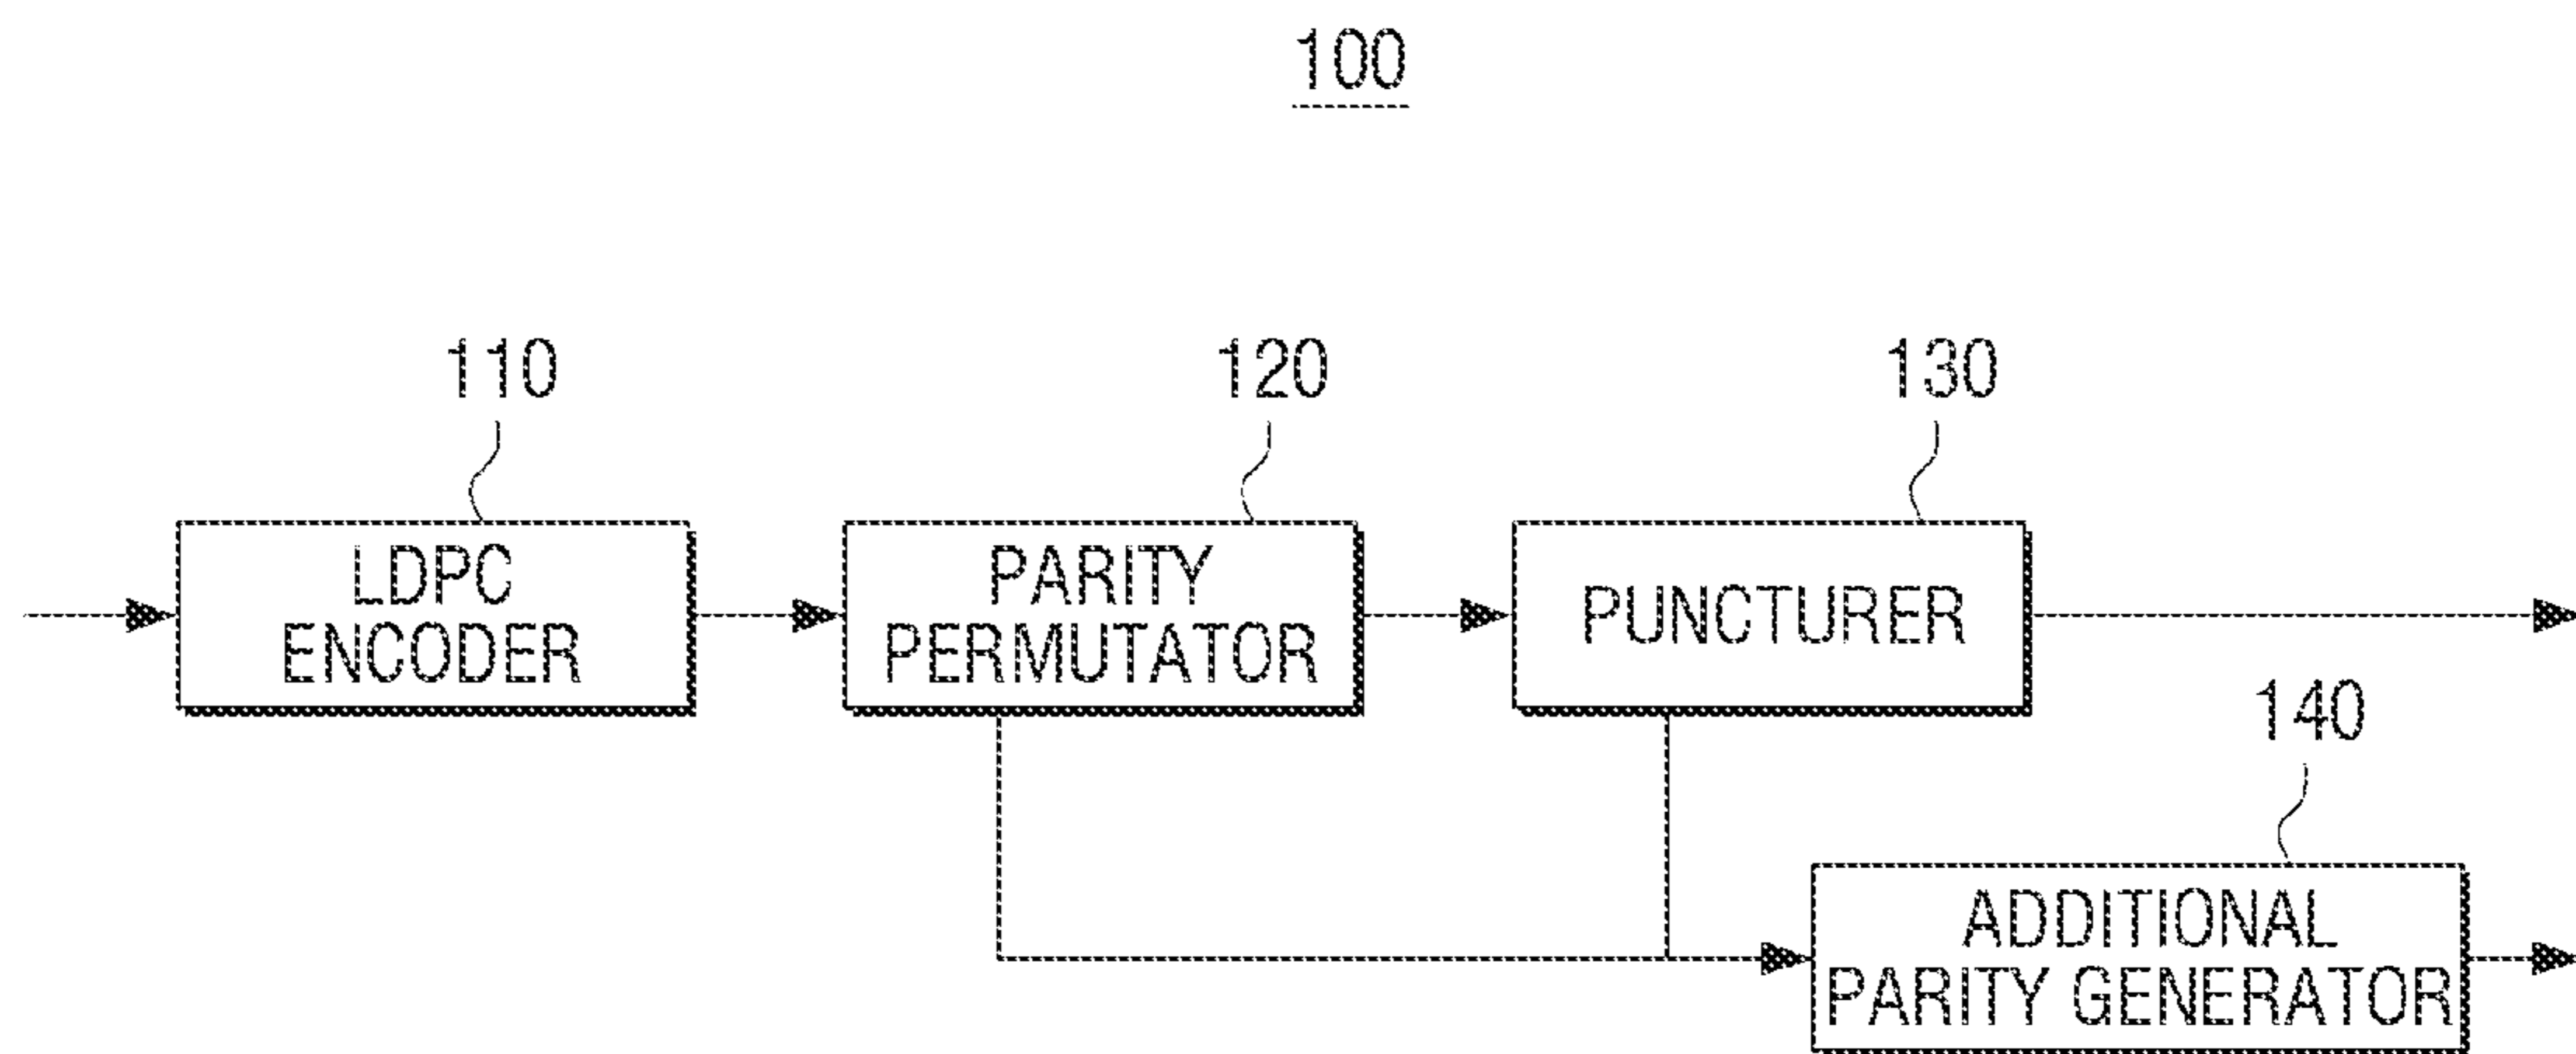 100
110
120
130
LDPC
ENCODER
PARITY
PERMUTATOR
PUNCTURER
140
ADDITIONAL
PARITY GENERATOR